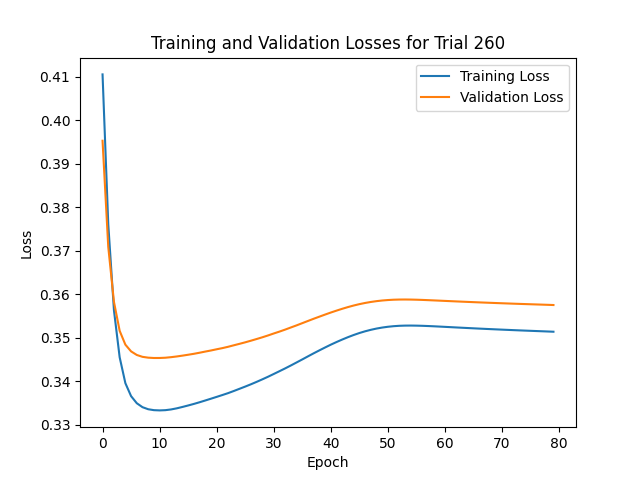 Training and Validation Losses for Trial 260
Training Loss
Validation Loss
0.41
0.40
0.39
0.38
0.37
0.36
0.35
0.34
0.33
Loss
0 10 20 30 40 50 60 70 80
Epoch